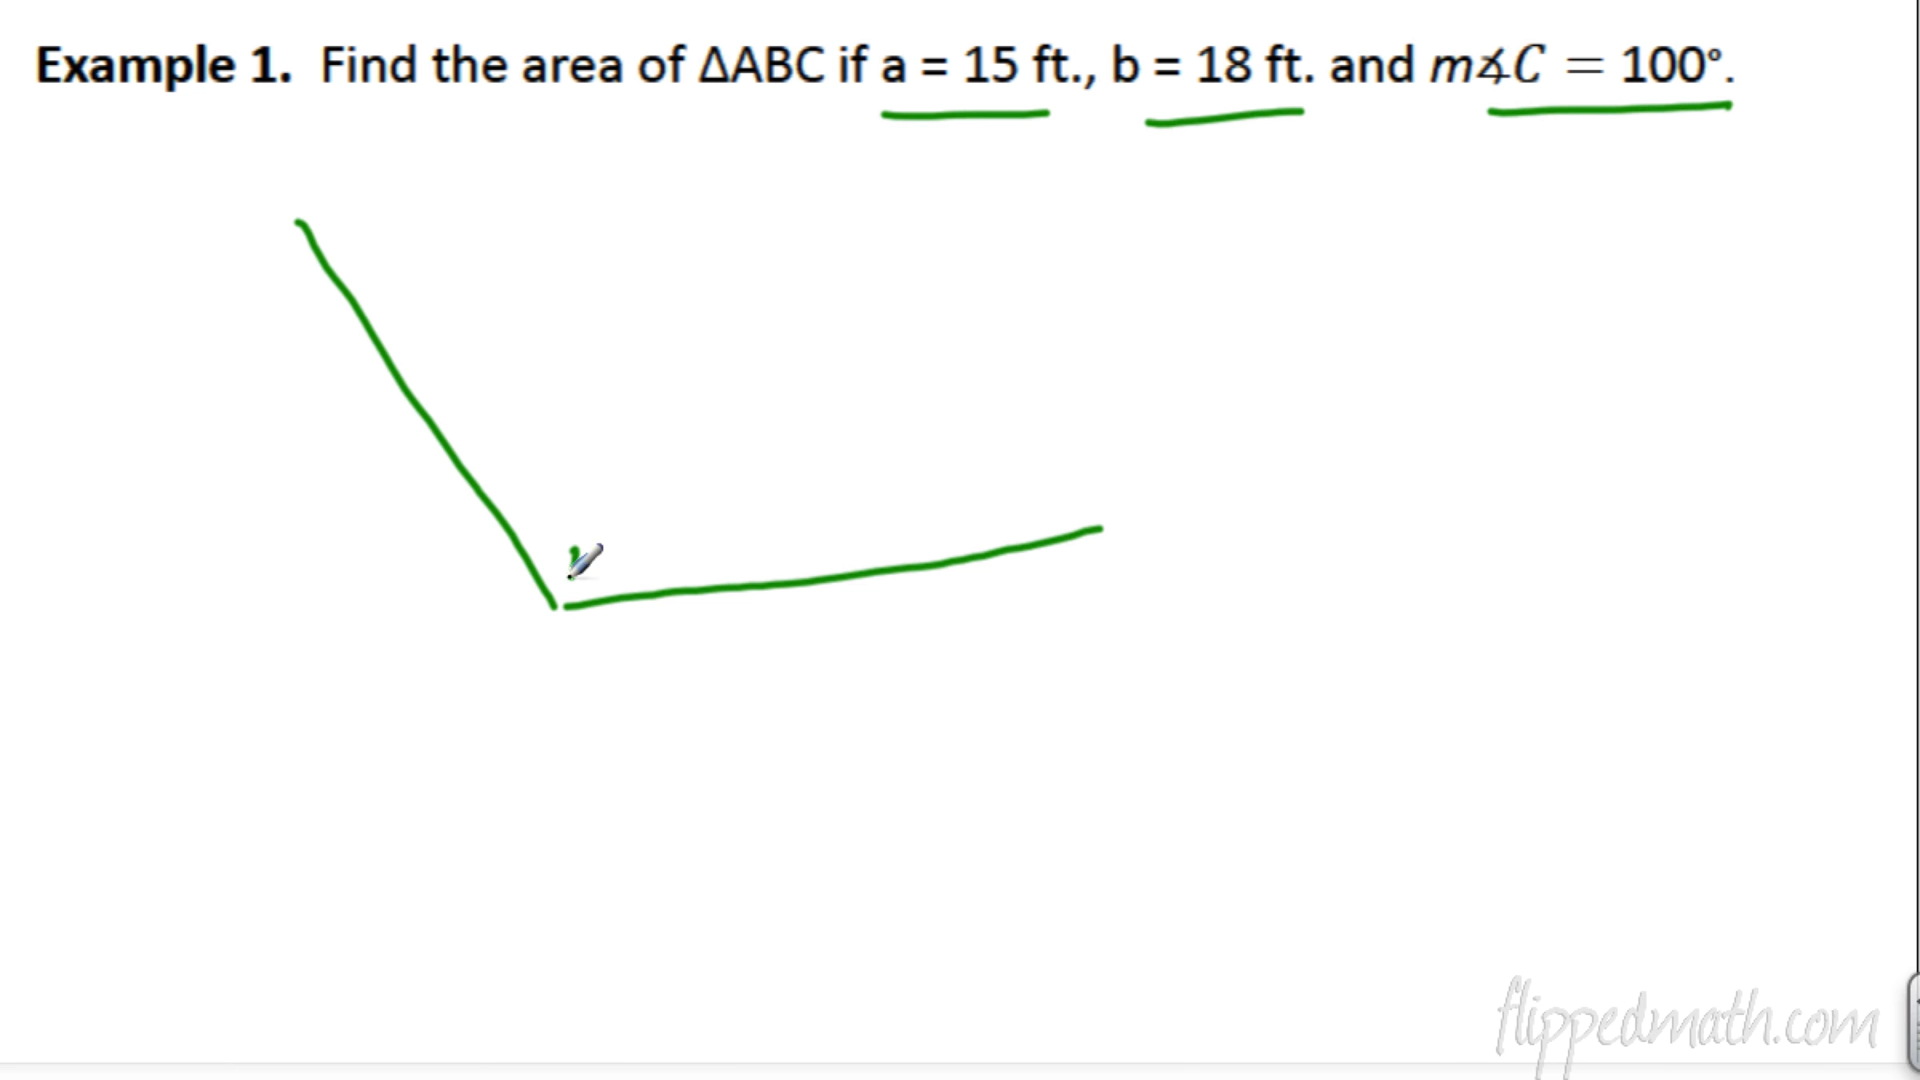 Example 1. Find the area of ΔABC if a = 15 ft., b = 18 ft. and m∡C = 100°.
flippedmath.com